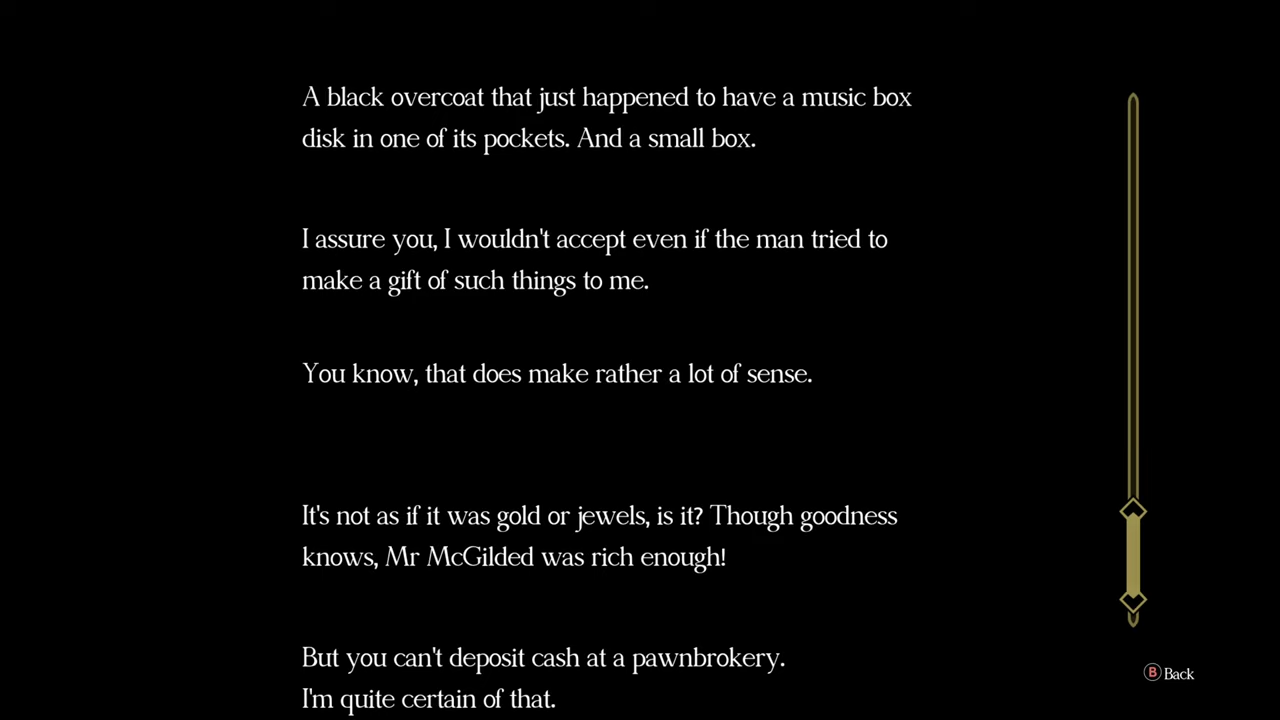 A black overcoat that just happened to have a music box
disk in one of its pockets. And a small box.
I assure you, I wouldn't accept even if the man tried to
make a gift of such things to me.
You know, that does make rather a lot of sense.
It's not as if it was gold or jewels, is it? Though goodness
knows, Mr McGilded was rich enough!
But you can't deposit cash at a pawnbrokery.
I'm quite certain of that.
B Back